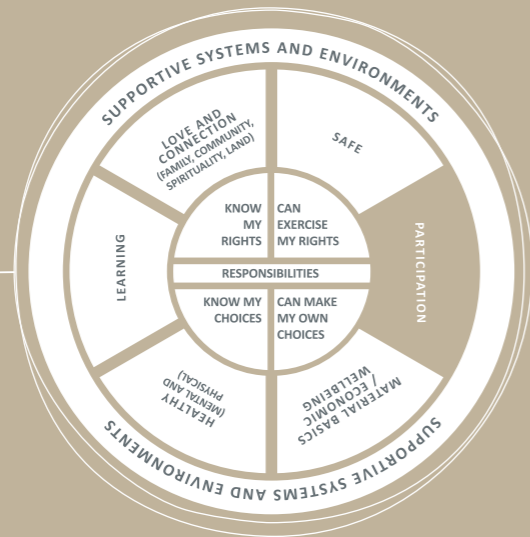 SUPPORTIVE SYSTEMS AND ENVIRONMENTS
LOVE AND
CONNECTION
(FAMILY, COMMUNITY,
SPIRITUALITY, LAND)
SAFE
PARTICIPATION
MATERIAL BASICS
/ ECONOMIC
WELLBEING
HEALTHY
(MENTAL AND
PHYSICAL)
LEARNING
KNOW
MY
RIGHTS
CAN
EXERCISE
MY RIGHTS
RESPONSIBILITIES
KNOW MY
CHOICES
CAN MAKE
MY OWN
CHOICES
SUPPORTIVE SYSTEMS AND ENVIRONMENTS